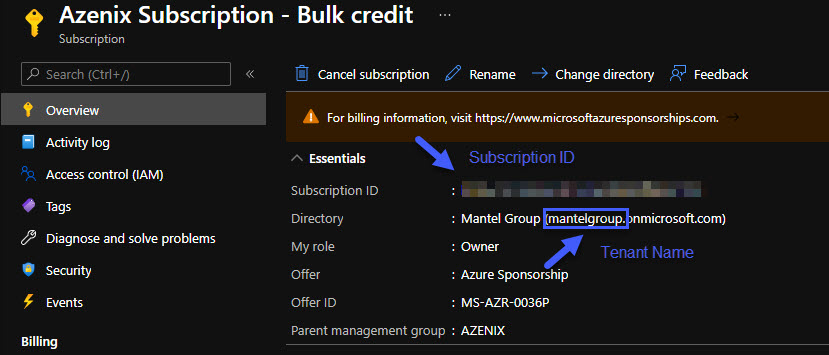 Azenix Subscription - Bulk credit ...
Subscription
Search (Ctrl+/) «
Overview
Activity log
Access control (IAM)
Tags
Diagnose and solve problems
Security
Events
Billing
Cancel subscription Rename Change directory Feedback
For billing information, visit https://www.microsoftazuresponsorships.com.
Essentials
Subscription ID
Subscription ID :
Directory : Mantel Group (mantelgroup.onmicrosoft.com)
My role : Owner
Tenant Name
Offer : Azure Sponsorship
Offer ID : MS-AZR-0036P
Parent management group : AZENIX